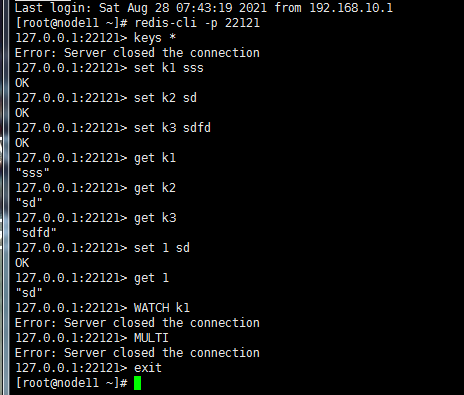 Last login: Sat Aug 28 07:43:19 2021 from 192.168.10.1
[root@node11 ~]# redis-cli -p 22121
127.0.0.1:22121> keys *
Error: Server closed the connection
127.0.0.1:22121> set k1 sss
OK
127.0.0.1:22121> set k2 sd
OK
127.0.0.1:22121> set k3 sdfd
OK
127.0.0.1:22121> get k1
"sss"
127.0.0.1:22121> get k2
"sd"
127.0.0.1:22121> get k3
"sdfd"
127.0.0.1:22121> set 1 sd
OK
127.0.0.1:22121> get 1
"sd"
127.0.0.1:22121> WATCH k1
Error: Server closed the connection
127.0.0.1:22121> MULTI
Error: Server closed the connection
127.0.0.1:22121> exit
[root@node11 ~]#